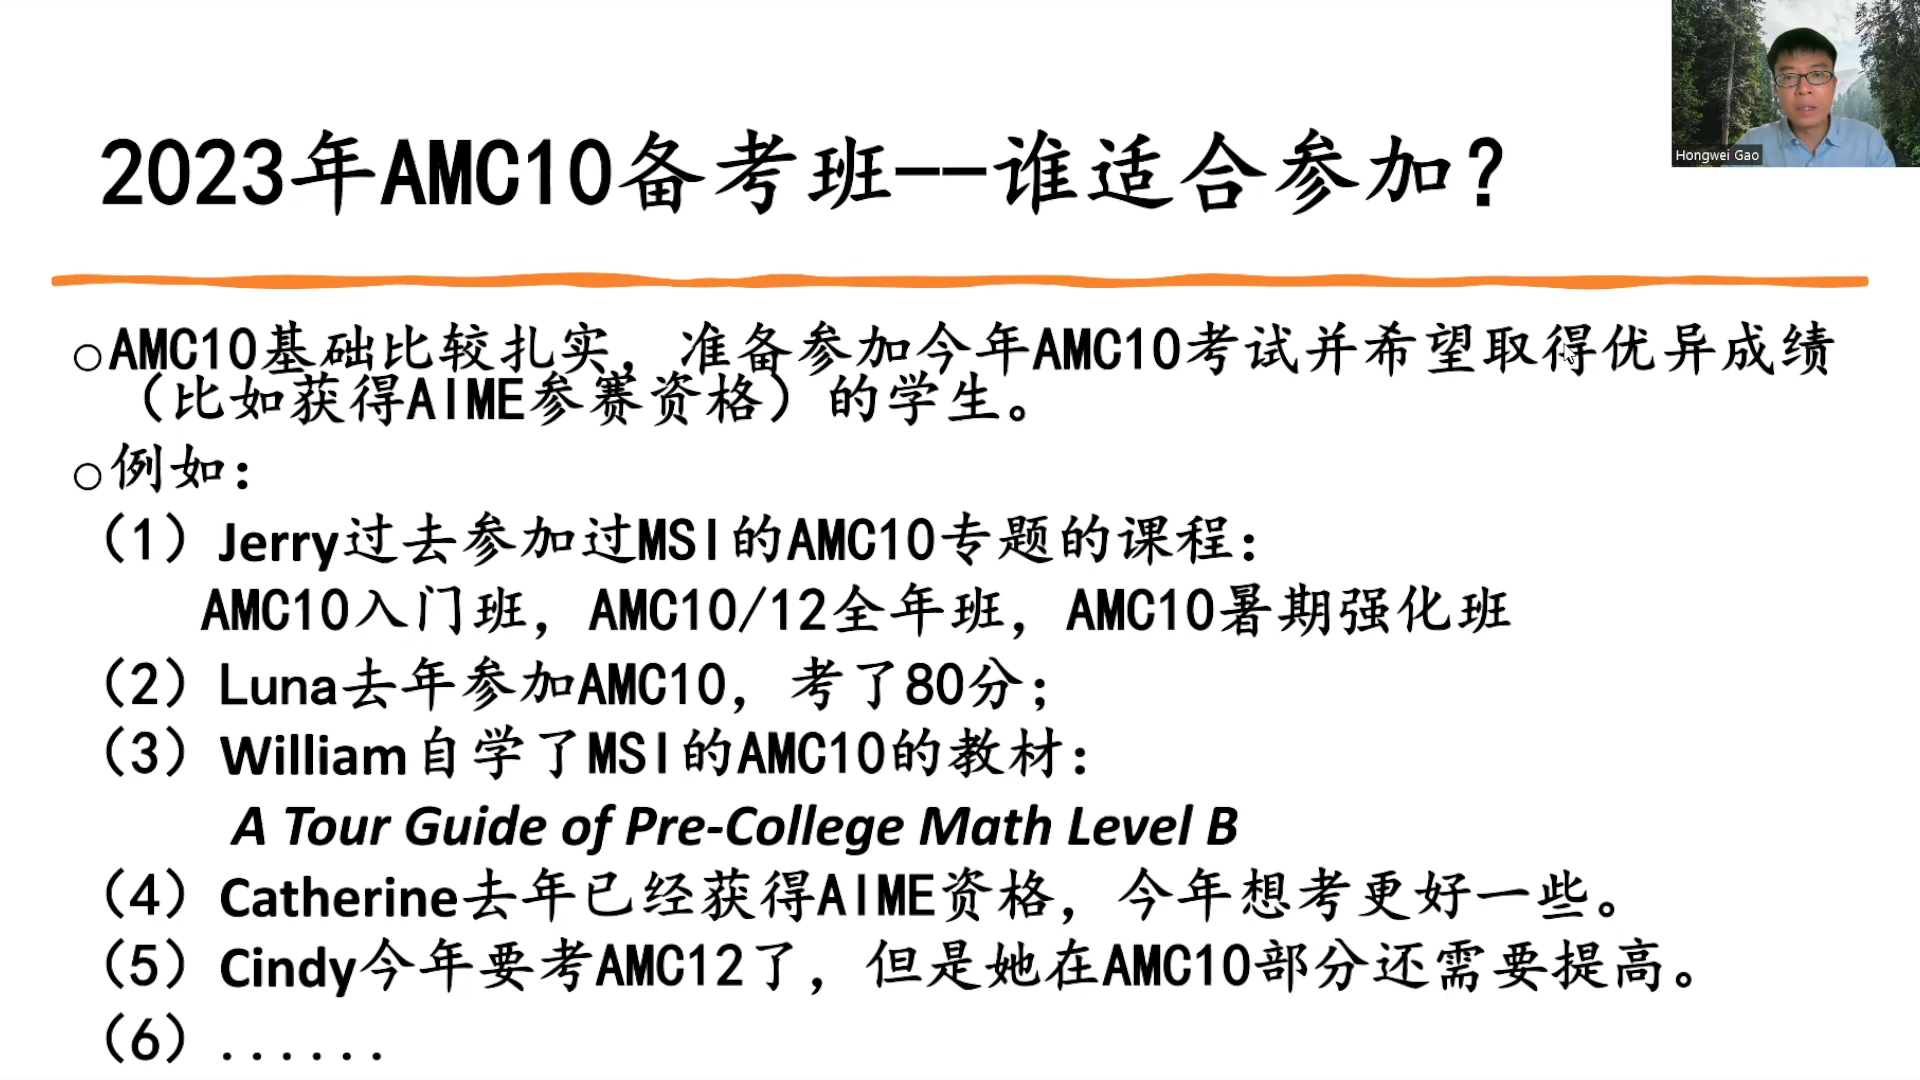 2023年AMC10备考班--谁适合参加？
Hongwei Gao
○AMC10基础比较扎实，准备参加今年AMC10考试并希望取得优异成绩
（比如获得AIME参赛资格）的学生。
○例如：
（1）Jerry过去参加过MSI的AMC10专题的课程：
AMC10入门班，AMC10/12全年班，AMC10暑期强化班
（2）Luna去年参加AMC10，考了80分；
（3）William自学了MSI的AMC10的教材：
A Tour Guide of Pre-College Math Level B
（4）Catherine去年已经获得AIME资格，今年想考更好一些。
（5）Cindy今年要考AMC12了，但是她在AMC10部分还需要提高。
（6）......